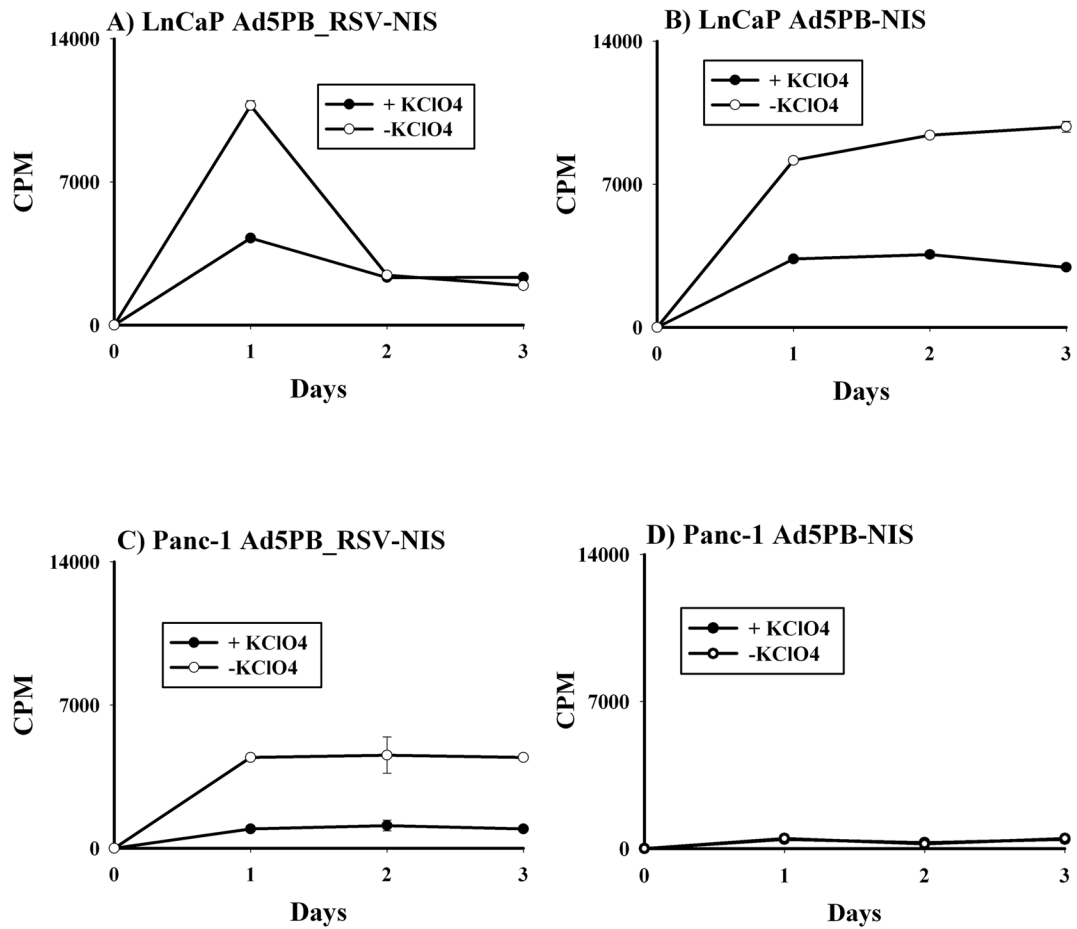 A) LnCaP Ad5PB_RSV-NIS
14000
7000
0
CPM
+ KClO4
-KClO4
0 1 2 3
Days
B) LnCaP Ad5PB-NIS
14000
7000
0
CPM
+ KClO4
-KClO4
0 1 2 3
Days
C) Panc-1 Ad5PB_RSV-NIS
14000
7000
0
CPM
+ KClO4
-KClO4
0 1 2 3
Days
D) Panc-1 Ad5PB-NIS
14000
7000
0
CPM
+ KClO4
-KClO4
0 1 2 3
Days